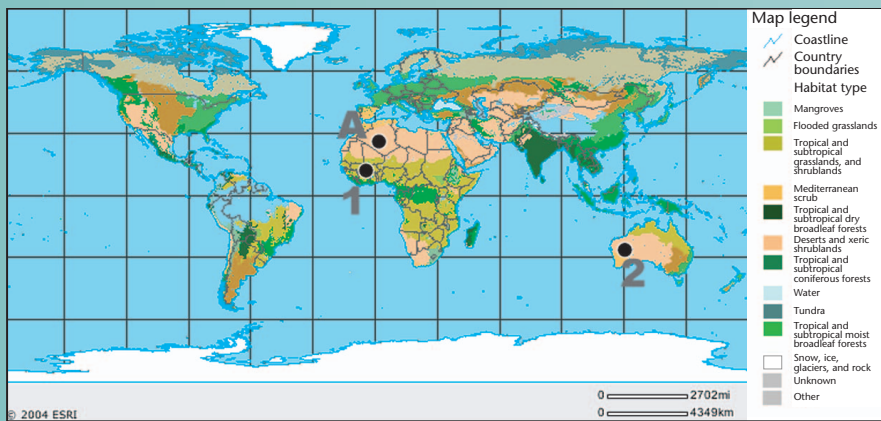 Map legend
Coastline
Country
boundaries
Habitat type
Mangroves
Flooded grasslands
Tropical and
subtropical
grasslands, and
shrublands
Mediterranean
scrub
Tropical and
subtropical dry
broadleaf forests
Deserts and xeric
shrublands
Tropical and
subtropical
coniferous forests
Water
Tundra
Tropical and
subtropical moist
broadleaf forests
Snow, ice,
glaciers, and rock
Unknown
Other
A
1
2
0 2702mi
0 4349km
© 2004 ESRI